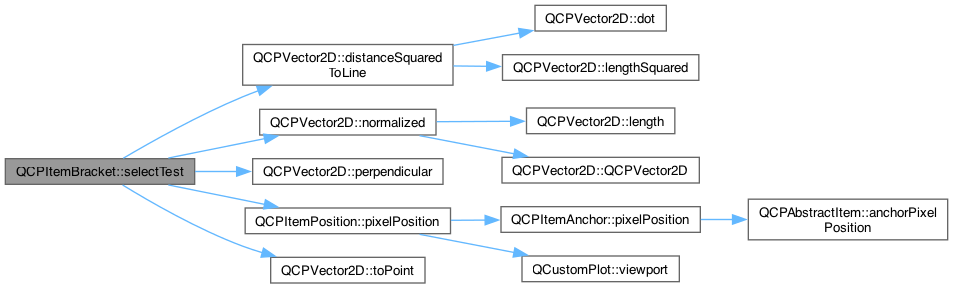 QCPItemBracket::selectTest
QCPVector2D::distanceSquared
ToLine
QCPVector2D::dot
QCPVector2D::lengthSquared
QCPVector2D::normalized
QCPVector2D::length
QCPVector2D::QCPVector2D
QCPVector2D::perpendicular
QCPItemPosition::pixelPosition
QCPItemAnchor::pixelPosition
QCPAbstractItem::anchorPixel
Position
QCustomPlot::viewport
QCPVector2D::toPoint